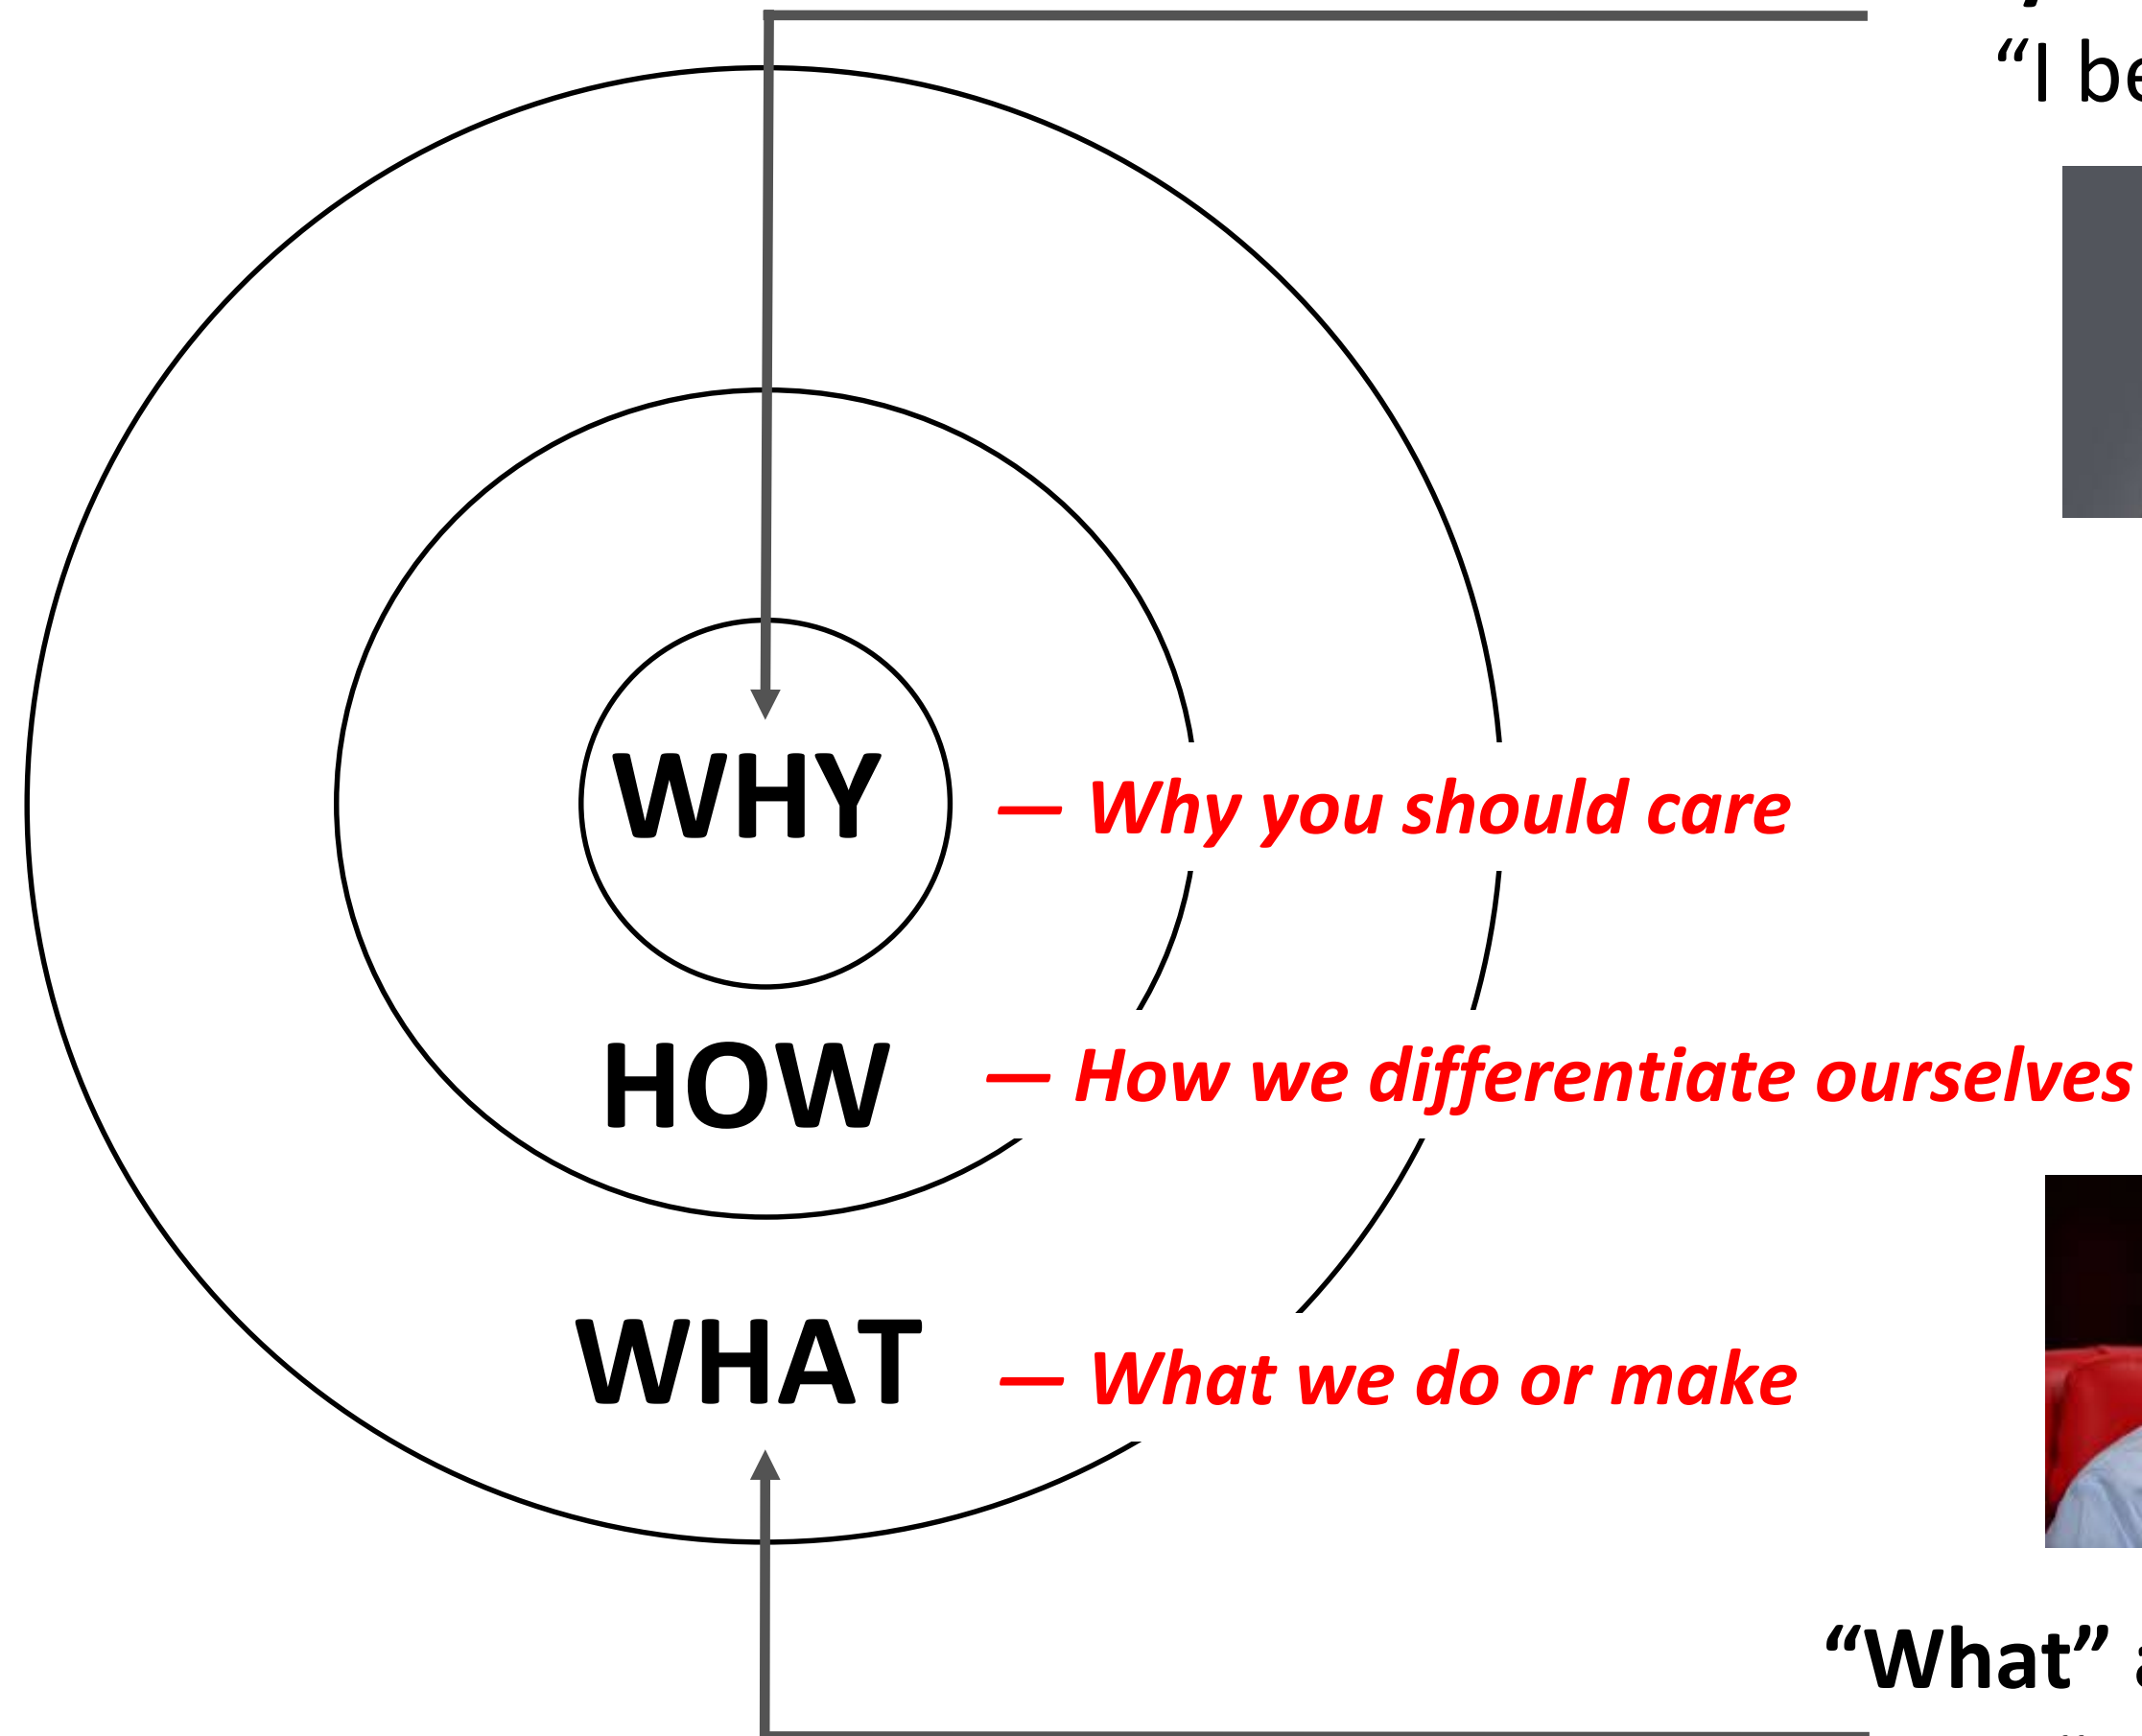 “I be
WHY — Why you should care
HOW — How we differentiate ourselves
WHAT — What we do or make
“What”